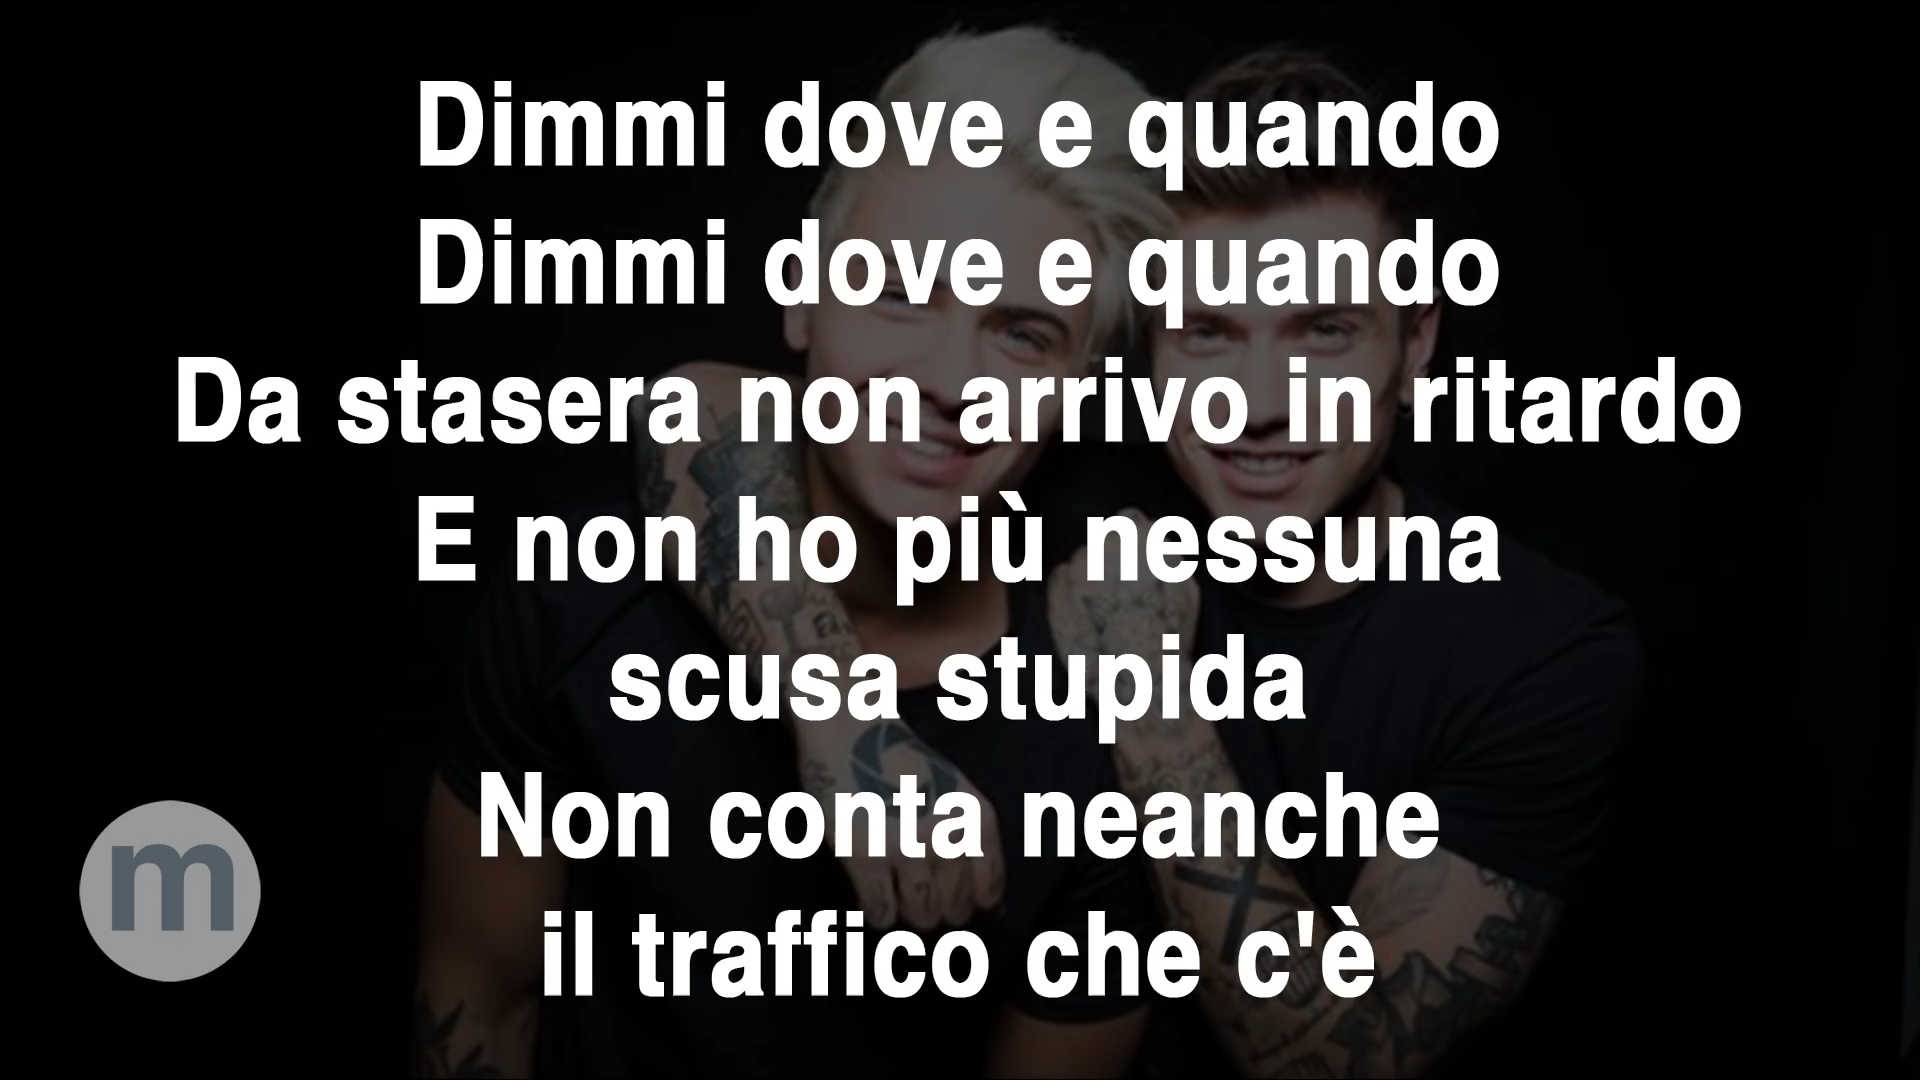 Dimmi dove e quando
Dimmi dove e quando
Da stasera non arrivo in ritardo
E non ho più nessuna
scusa stupida
Non conta neanche
il traffico che c'è
m